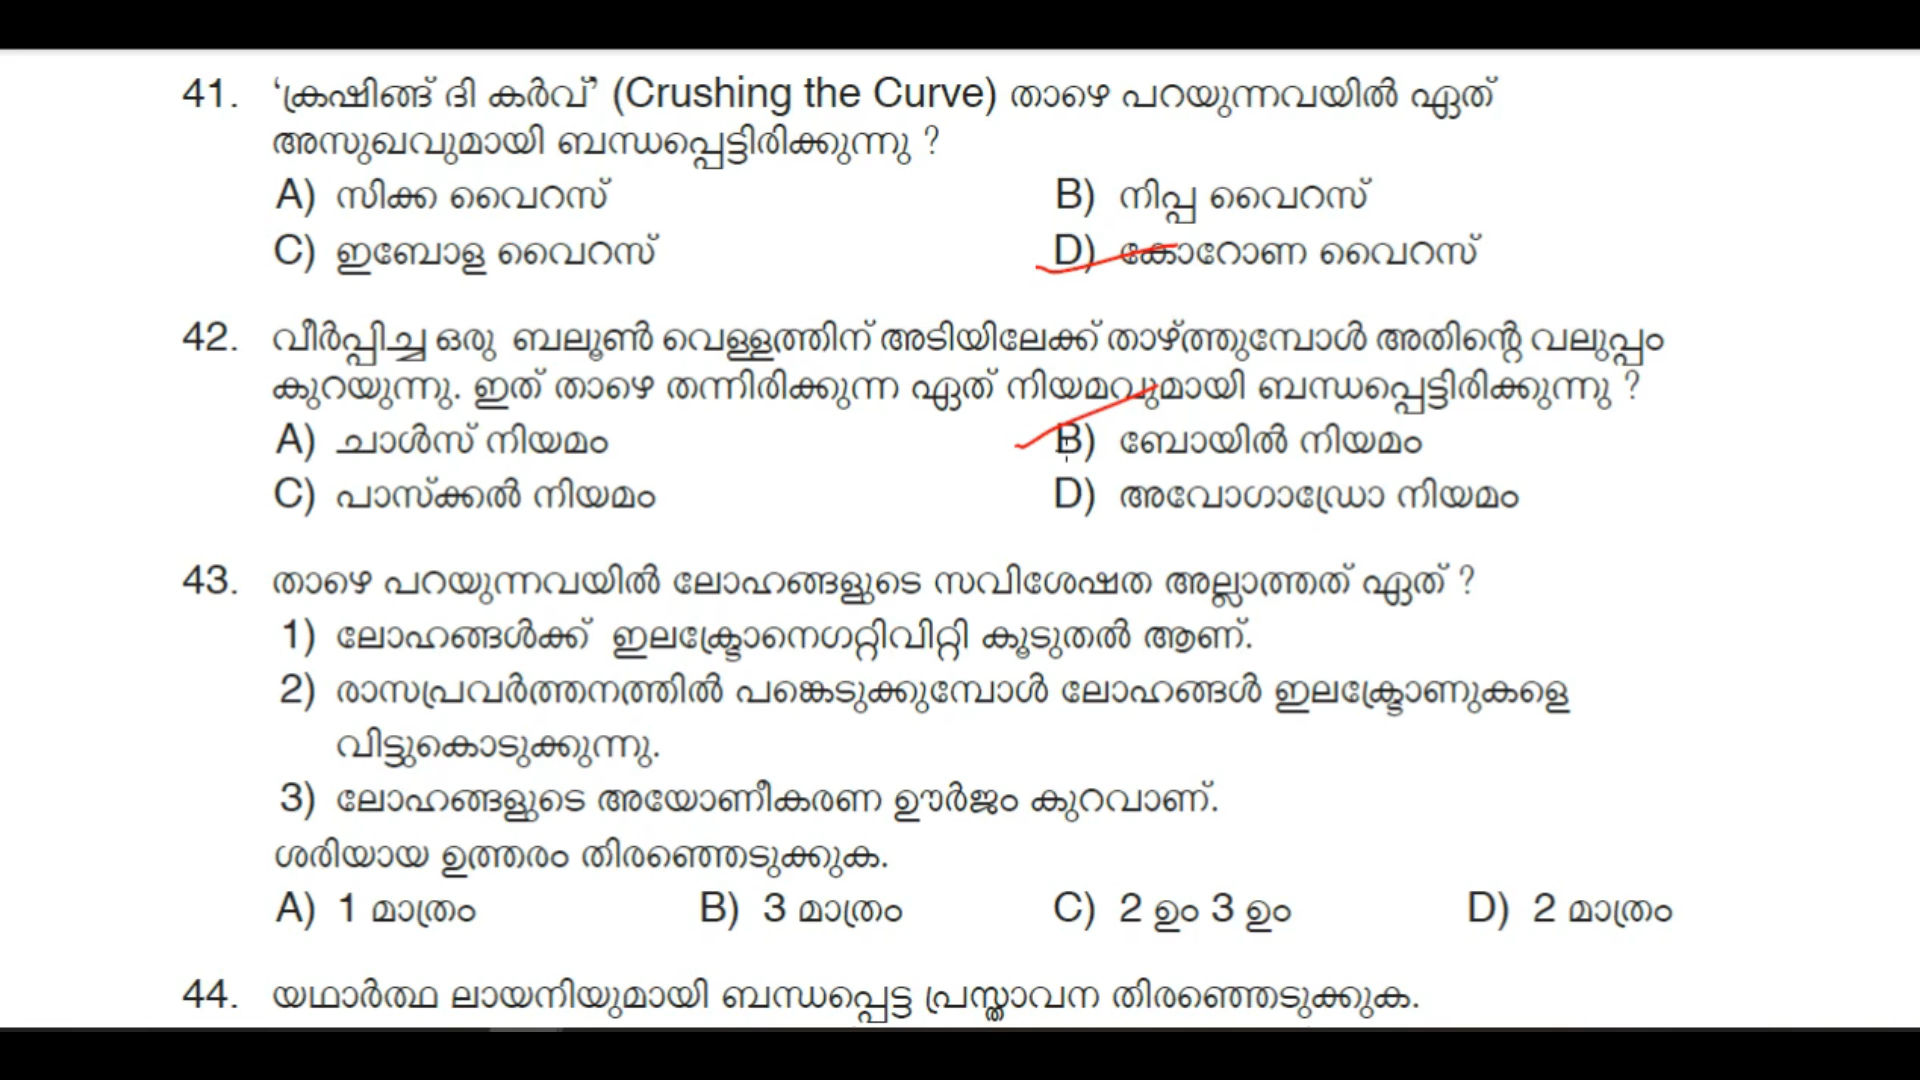 41. ‘ക്രഷിങ്ങ് ദി കർവ്’ (Crushing the Curve) താഴെ പറയുന്നവയിൽ ഏത്
അസുഖവുമായി ബന്ധപ്പെട്ടിരിക്കുന്നു ?
A) സിക്ക വൈറസ് B) നിപ്പ വൈറസ്
C) ഇബോള വൈറസ് D) കോറോണ വൈറസ്
42. വീർപ്പിച്ച ഒരു ബലൂൺ വെള്ളത്തിന് അടിയിലേക്ക് താഴ്ത്തുമ്പോൾ അതിന്റെ വലുപ്പം
കുറയുന്നു. ഇത് താഴെ തന്നിരിക്കുന്ന ഏത് നിയമവുമായി ബന്ധപ്പെട്ടിരിക്കുന്നു ?
A) ചാൾസ് നിയമം B) ബോയിൽ നിയമം
C) പാസ്ക്കൽ നിയമം D) അവോഗാഡ്രോ നിയമം
43. താഴെ പറയുന്നവയിൽ ലോഹങ്ങളുടെ സവിശേഷത അല്ലാത്തത് ഏത് ?
1) ലോഹങ്ങൾക്ക് ഇലക്ട്രോനെഗറ്റിവിറ്റി കൂടുതൽ ആണ്.
2) രാസപ്രവർത്തനത്തിൽ പങ്കെടുക്കുമ്പോൾ ലോഹങ്ങൾ ഇലക്ട്രോണുകളെ
വിട്ടുകൊടുക്കുന്നു.
3) ലോഹങ്ങളുടെ അയോണീകരണ ഊർജം കുറവാണ്.
ശരിയായ ഉത്തരം തിരഞ്ഞെടുക്കുക.
A) 1 മാത്രം B) 3 മാത്രം C) 2 ഉം 3 ഉം D) 2 മാത്രം
44. യഥാർത്ഥ ലായനിയുമായി ബന്ധപ്പെട്ട പ്രസ്താവന തിരഞ്ഞെടുക്കുക.